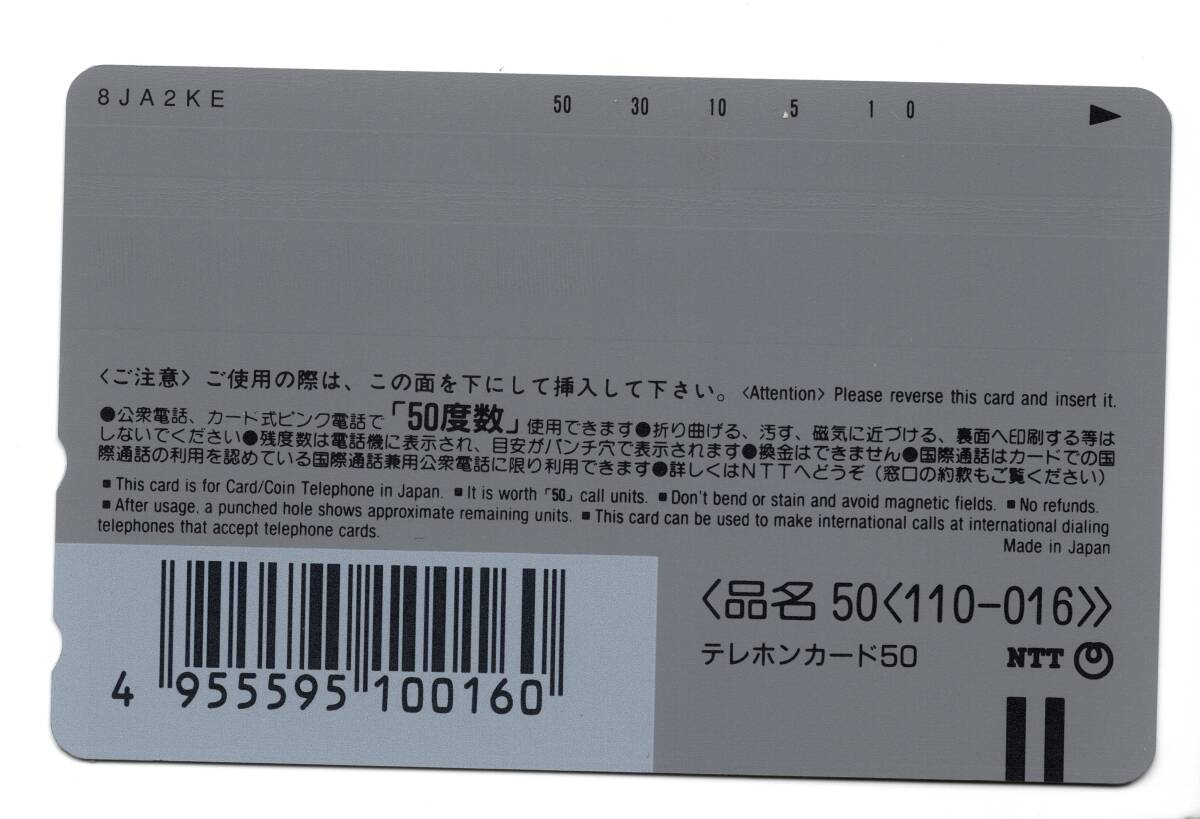 8JA2KE 50 30 10 5 1 0
〈ご注意〉ご使用の際は、この面を下にして挿入して下さい。〈Attention〉Please reverse this card and insert it.
●公衆電話、カード式ピンク電話で「50度数」使用できます●折り曲げる、汚す、磁気に近づける、裏面へ印刷する等は
しないでください●残度数は電話機に表示され、目安がパンチ穴で表示されます●換金はできません●国際通話はカードでの国
際通話の利用を認めている国際通話兼用公衆電話に限り利用できます●詳しくはNTTへどうぞ(窓口の約款もご覧ください)
■This card is for Card/Coin Telephone in Japan. ■It is worth「50」call units. ■Don't bend or stain and avoid magnetic fields. ■No refunds.
■After usage, a punched hole shows approximate remaining units. ■This card can be used to make international calls at international dialing
telephones that accept telephone cards.
Made in Japan
〈品名 50〈110-016〉〉
テレホンカード50 NTT
4 955595 100160